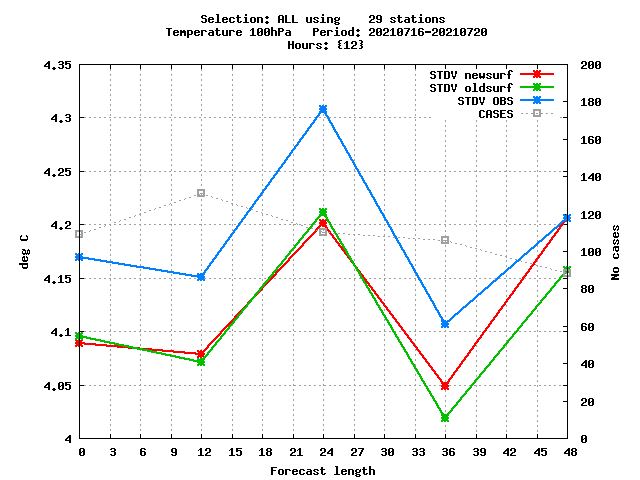 Selection: ALL using    29 stations
Temperature 100hPa   Period: 20210716-20210720
Hours: {12}
STDV newsurf
STDV oldsurf
STDV OBS
CASES
deg C
4.35
4.3
4.25
4.2
4.15
4.1
4.05
4
200
180
160
140
120
100
80
60
40
20
0
No cases
0 3 6 9 12 15 18 21 24 27 30 33 36 39 42 45 48
Forecast length